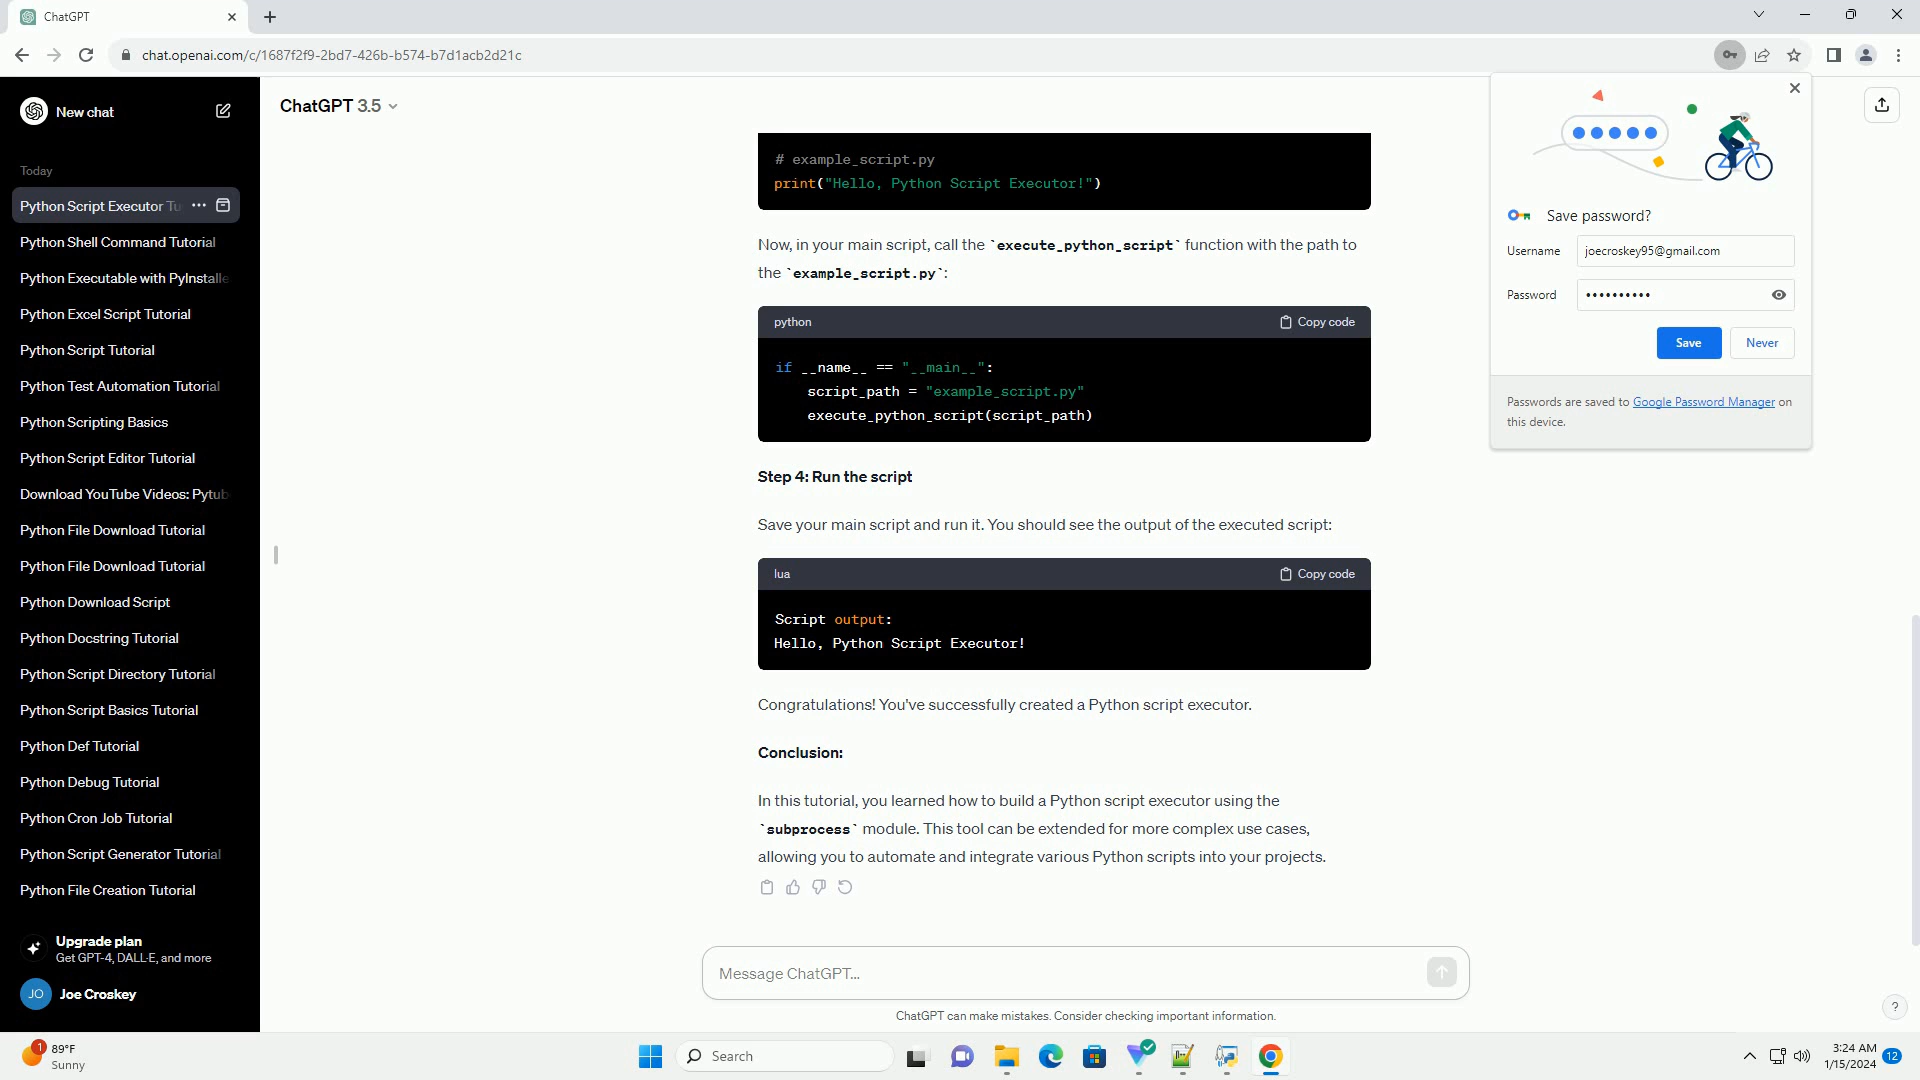 ChatGPT
chat.openai.com/c/1687f2f9-2bd7-426b-b574-b7d1acb2d21c
New chat
Today
Python Script Executor Tu
Python Shell Command Tutorial
Python Executable with PyInstalle
Python Excel Script Tutorial
Python Script Tutorial
Python Test Automation Tutorial
Python Scripting Basics
Python Script Editor Tutorial
Download YouTube Videos: Pytub
Python File Download Tutorial
Python File Download Tutorial
Python Download Script
Python Docstring Tutorial
Python Script Directory Tutorial
Python Script Basics Tutorial
Python Def Tutorial
Python Debug Tutorial
Python Cron Job Tutorial
Python Script Generator Tutorial
Python File Creation Tutorial
Upgrade plan
Get GPT-4, DALL·E, and more
JO Joe Croskey
ChatGPT 3.5
# example_script.py
print("Hello, Python Script Executor!")
Now, in your main script, call the `execute_python_script` function with the path to
the `example_script.py`:
python Copy code
if __name__ == "__main__":
    script_path = "example_script.py"
    execute_python_script(script_path)
Step 4: Run the script
Save your main script and run it. You should see the output of the executed script:
lua Copy code
Script output:
Hello, Python Script Executor!
Congratulations! You've successfully created a Python script executor.
Conclusion:
In this tutorial, you learned how to build a Python script executor using the
`subprocess` module. This tool can be extended for more complex use cases,
allowing you to automate and integrate various Python scripts into your projects.
Message ChatGPT...
ChatGPT can make mistakes. Consider checking important information.
?
Save password?
Username joecroskey95@gmail.com
Password ••••••••••
Save Never
Passwords are saved to Google Password Manager on
this device.
1
89°F
Sunny
Search
3:24 AM
1/15/2024
12